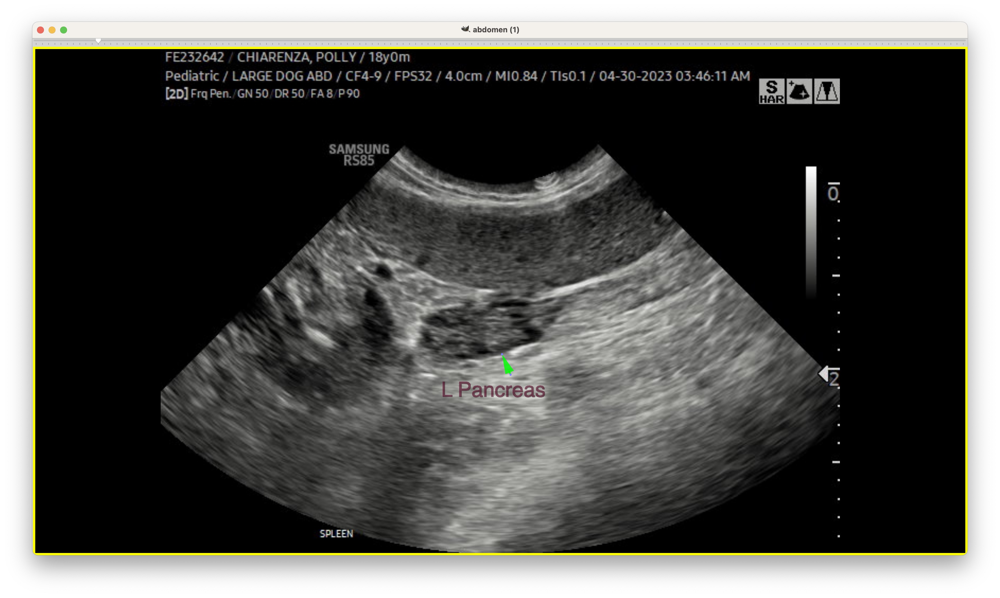 abdomen (1)
FE232642 / CHIARENZA, POLLY / 18y0m
Pediatric / LARGE DOG ABD / CF4-9 / FPS32 / 4.0cm / MI0.84 / TIs0.1 / 04-30-2023 03:46:11 AM
[2D] Frq Pen./GN 50/DR 50/FA 8/P 90
S
HAR
SAMSUNG
RS85
0
2
L Pancreas
SPLEEN